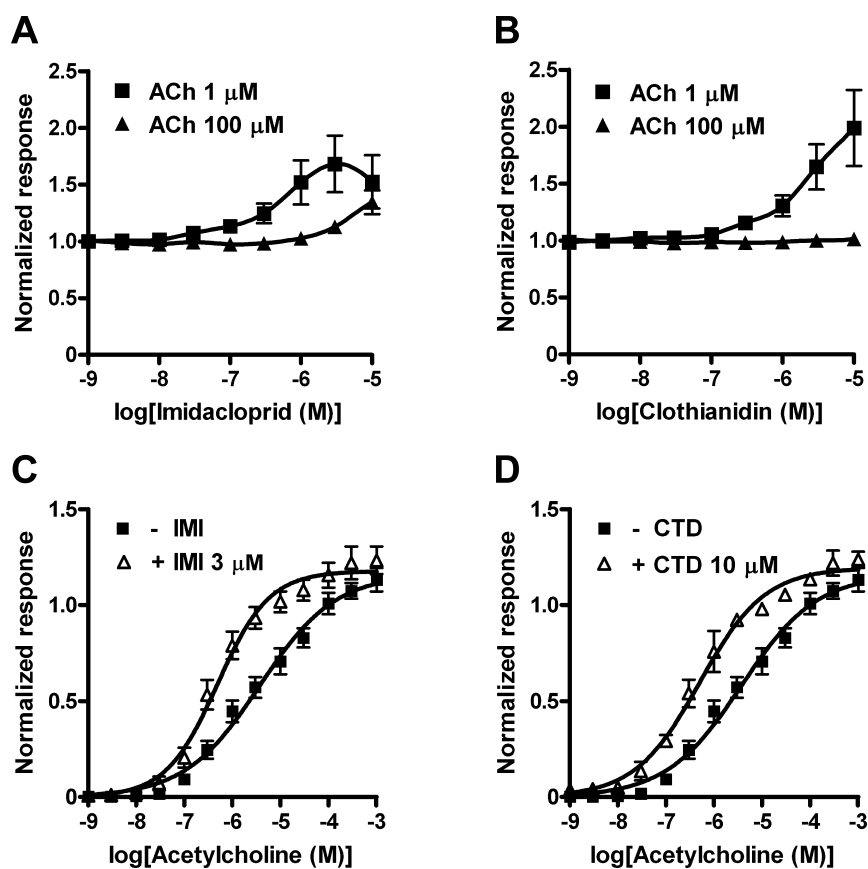 A
Normalized response
2.5
2.0
1.5
1.0
0.5
0
ACh 1 μM
ACh 100 μM
-9 -8 -7 -6 -5
log[Imidacloprid (M)]
B
Normalized response
2.5
2.0
1.5
1.0
0.5
0
ACh 1 μM
ACh 100 μM
-9 -8 -7 -6 -5
log[Clothianidin (M)]
C
Normalized response
1.5
1.0
0.5
0
- IMI
+ IMI 3 μM
-9 -8 -7 -6 -5 -4 -3
log[Acetylcholine (M)]
D
Normalized response
1.5
1.0
0.5
0
- CTD
+ CTD 10 μM
-9 -8 -7 -6 -5 -4 -3
log[Acetylcholine (M)]